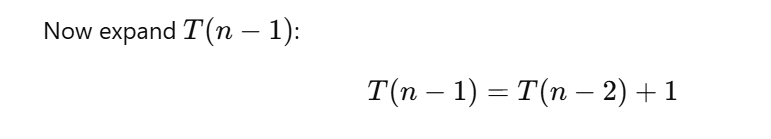 Now expand T(n − 1):
T(n − 1) = T(n − 2) + 1